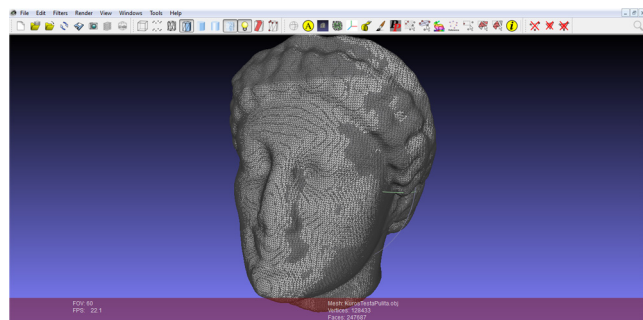 File Edit Filters Render View Windows Tools Help
A
i
FOV: 60
FPS: 22.1
Mesh: KurosTestaPulita.obj
Vertices: 128433
Faces: 247687